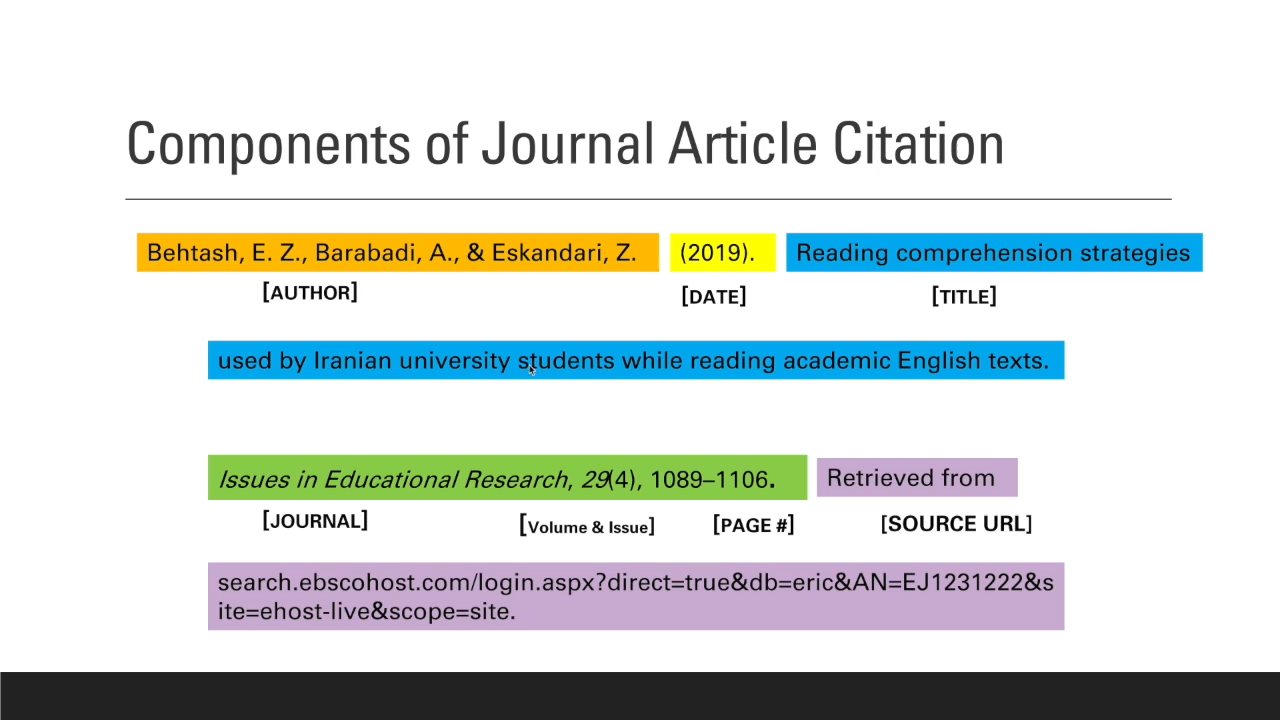 Components of Journal Article Citation
Behtash, E. Z., Barabadi, A., & Eskandari, Z. (2019). Reading comprehension strategies
[AUTHOR] [DATE] [TITLE]
used by Iranian university students while reading academic English texts.
Issues in Educational Research, 29(4), 1089–1106. Retrieved from
[JOURNAL] [Volume & Issue] [PAGE #] [SOURCE URL]
search.ebscohost.com/login.aspx?direct=true&db=eric&AN=EJ1231222&s
ite=ehost-live&scope=site.